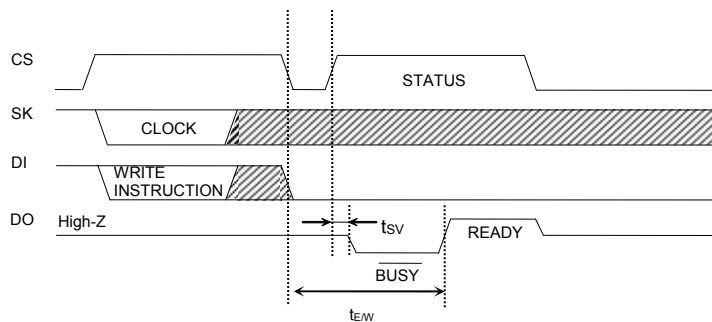 CS
STATUS
SK
CLOCK
DI
WRITE
INSTRUCTION
DO
High-Z
tSV
READY
BUSY
tE/W